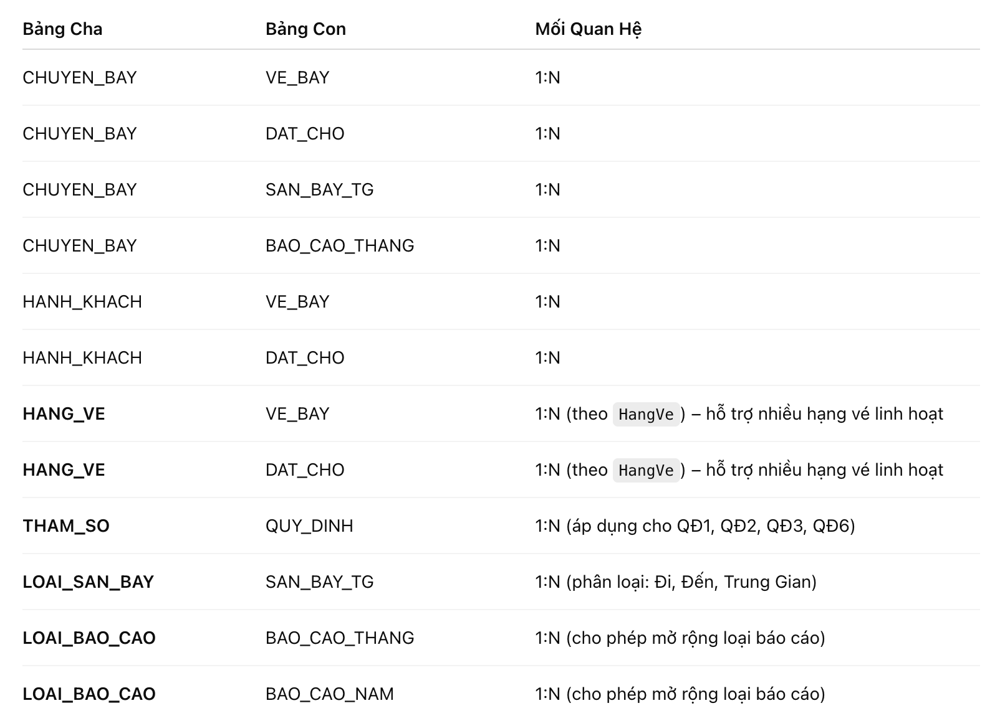 Bảng Cha Bảng Con Mối Quan Hệ
CHUYEN_BAY VE_BAY 1:N
CHUYEN_BAY DAT_CHO 1:N
CHUYEN_BAY SAN_BAY_TG 1:N
CHUYEN_BAY BAO_CAO_THANG 1:N
HANH_KHACH VE_BAY 1:N
HANH_KHACH DAT_CHO 1:N
HANG_VE VE_BAY 1:N (theo HangVe) – hỗ trợ nhiều hạng vé linh hoạt
HANG_VE DAT_CHO 1:N (theo HangVe) – hỗ trợ nhiều hạng vé linh hoạt
THAM_SO QUY_DINH 1:N (áp dụng cho QĐ1, QĐ2, QĐ3, QĐ6)
LOAI_SAN_BAY SAN_BAY_TG 1:N (phân loại: Đi, Đến, Trung Gian)
LOAI_BAO_CAO BAO_CAO_THANG 1:N (cho phép mở rộng loại báo cáo)
LOAI_BAO_CAO BAO_CAO_NAM 1:N (cho phép mở rộng loại báo cáo)